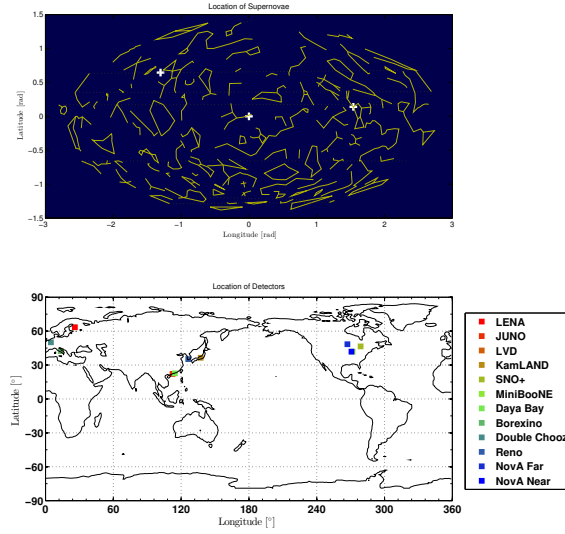 Location of Supernovae
1.5
1
0.5
0
−0.5
−1
−1.5
Latitude [rad]
−3 −2 −1 0 1 2 3
Longitude [rad]
Location of Detectors
90
60
30
0
−30
−60
−90
Latitude [°]
0 60 120 180 240 300 360
Longitude [°]
LENA
JUNO
LVD
KamLAND
SNO+
MiniBooNE
Daya Bay
Borexino
Double Chooz
Reno
NovA Far
NovA Near